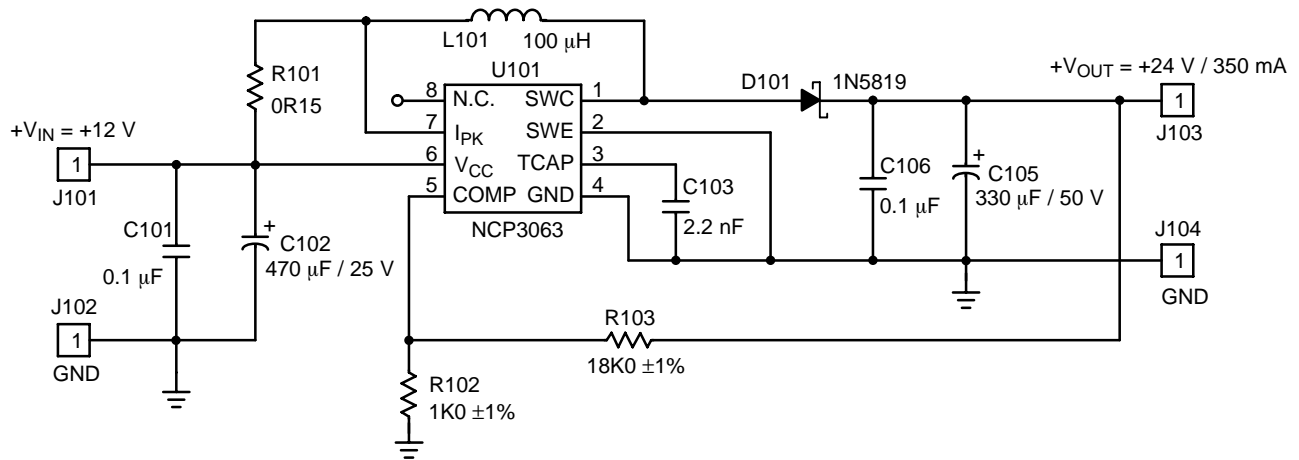 L101 100 μH
U101
R101
0R15
8 N.C. SWC 1
7 IPK SWE 2
6 VCC TCAP 3
5 COMP GND 4
NCP3063
D101 1N5819
+VOUT = +24 V / 350 mA
1
J103
+VIN = +12 V
1
J101
C101
0.1 μF
+
C102
470 μF / 25 V
C103
2.2 nF
C106
0.1 μF
+
C105
330 μF / 50 V
J104
1
GND
J102
1
GND
R103
18K0 ±1%
R102
1K0 ±1%